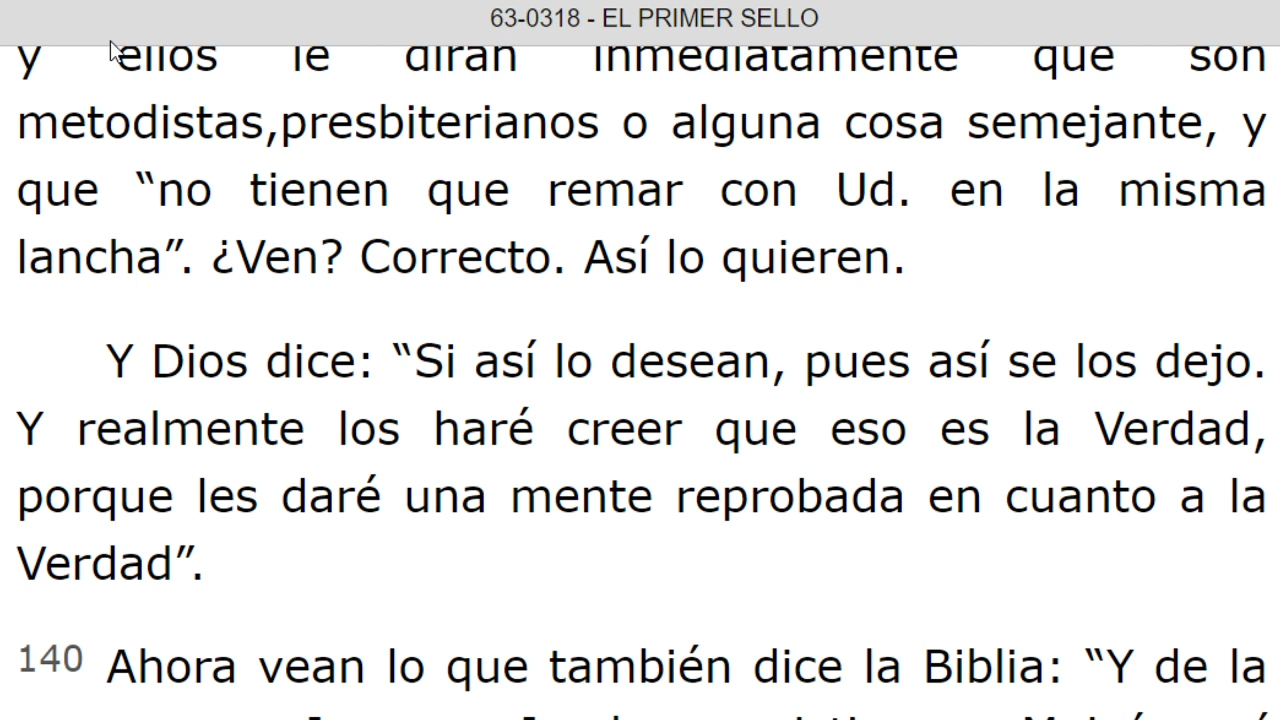 63-0318 - EL PRIMER SELLO
y ellos le dirán inmediatamente que son
metodistas,presbiterianos o alguna cosa semejante, y
que “no tienen que remar con Ud. en la misma
lancha”. ¿Ven? Correcto. Así lo quieren.
Y Dios dice: “Si así lo desean, pues así se los dejo.
Y realmente los haré creer que eso es la Verdad,
porque les daré una mente reprobada en cuanto a la
Verdad”.
140 Ahora vean lo que también dice la Biblia: “Y de la